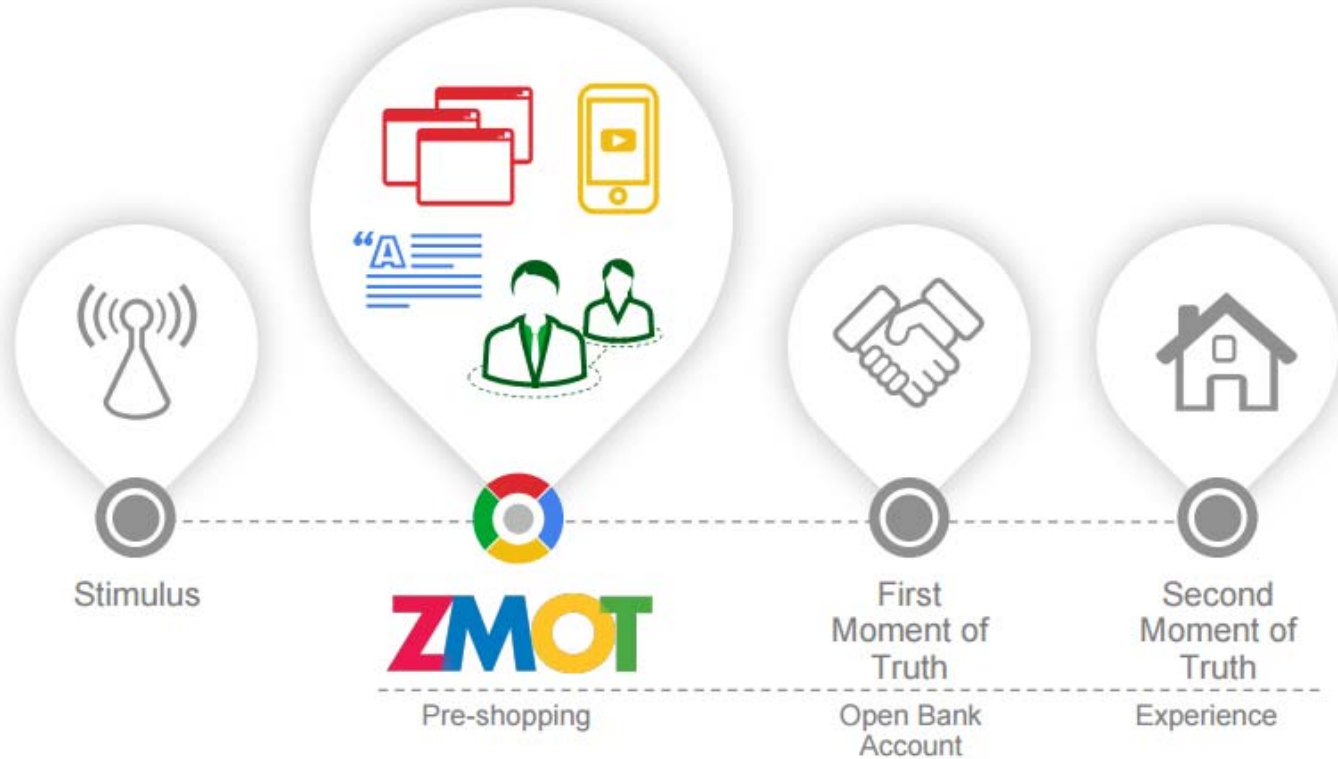 “A
Stimulus
ZMOT
First
Moment of
Truth
Second
Moment of
Truth
Pre-shopping
Open Bank
Account
Experience